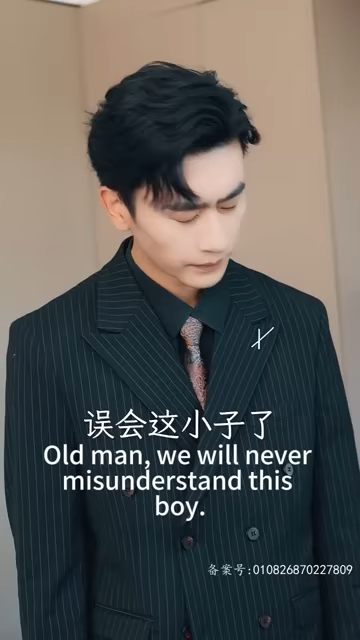 误会这小子了
Old man, we will never
misunderstand this
boy.
备案号:010826870227809